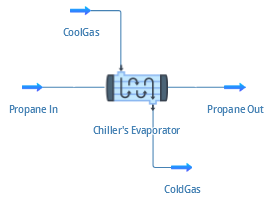 CoolGas
Propane In
Propane Out
Chiller's Evaporator
ColdGas